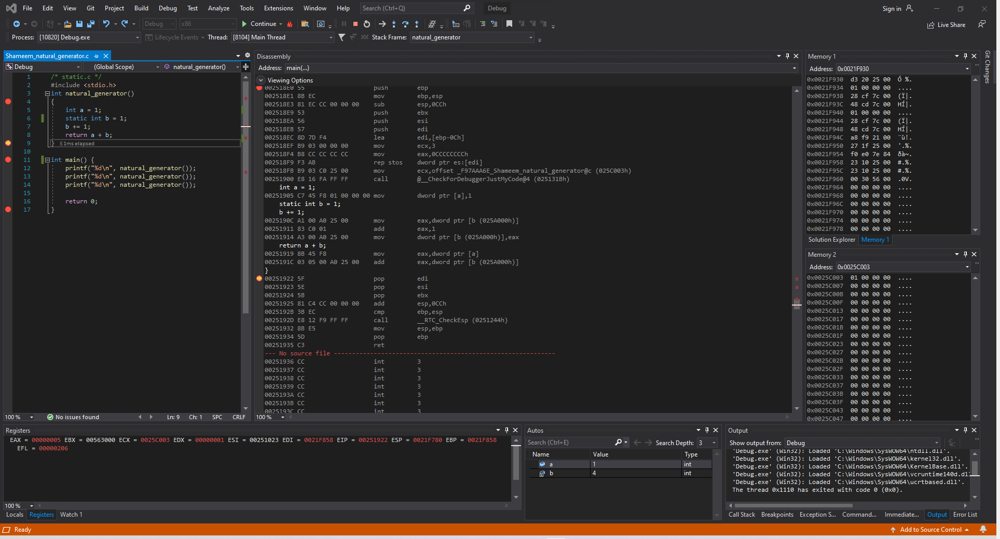 File Edit View Git Project Build Debug Test Analyze Tools Extensions Window Help Search (Ctrl+Q) Debug Sign in
Debug x86 Continue Live Share
Process: [10820] Debug.exe Lifecycle Events Thread: [8104] Main Thread Stack Frame: natural_generator
Shameem_natural_generator.c
Debug (Global Scope) natural_generator()
1 /* static.c */
2 #include <stdio.h>
3 int natural_generator()
4 {
5 int a = 1;
6 static int b = 1;
7 b += 1;
8 return a + b;
9 } ≤1ms elapsed
10
11 int main() {
12 printf("%d\n", natural_generator());
13 printf("%d\n", natural_generator());
14 printf("%d\n", natural_generator());
15
16 return 0;
17 }
100 % No issues found Ln: 9 Ch: 1 SPC CRLF
Disassembly
Address: main(...)
Viewing Options
002518E0 55 push ebp
002518E1 8B EC mov ebp,esp
002518E3 81 EC CC 00 00 00 sub esp,0CCh
002518E9 53 push ebx
002518EA 56 push esi
002518EB 57 push edi
002518EC 8D 7D F4 lea edi,[ebp-0Ch]
002518EF B9 03 00 00 00 mov ecx,3
002518F4 B8 CC CC CC CC mov eax,0CCCCCCCCh
002518F9 F3 AB rep stos dword ptr es:[edi]
002518FB B9 03 C0 25 00 mov ecx,offset _F97AAA6E_Shameem_natural_generator@c (025C003h)
00251900 E8 16 FA FF FF call @__CheckForDebuggerJustMyCode@4 (025131Bh)
int a = 1;
00251905 C7 45 F8 01 00 00 00 mov dword ptr [a],1
static int b = 1;
b += 1;
0025190C A1 00 A0 25 00 mov eax,dword ptr [b (025A000h)]
00251911 83 C0 01 add eax,1
00251914 A3 00 A0 25 00 mov dword ptr [b (025A000h)],eax
return a + b;
00251919 8B 45 F8 mov eax,dword ptr [a]
0025191C 03 05 00 A0 25 00 add eax,dword ptr [b (025A000h)]
}
00251922 5F pop edi
00251923 5E pop esi
00251924 5B pop ebx
00251925 81 C4 CC 00 00 00 add esp,0CCh
0025192B 3B EC cmp ebp,esp
0025192D E8 12 F9 FF FF call __RTC_CheckEsp (0251244h)
00251932 8B E5 mov esp,ebp
00251934 5D pop ebp
00251935 C3 ret
--- No source file -------------------------------------------------------------
00251936 CC int 3
00251937 CC int 3
00251938 CC int 3
00251939 CC int 3
0025193A CC int 3
0025193B CC int 3
0025193C CC int 3
100 %
Memory 1
Address: 0x0021F930
0x0021F930 d3 20 25 00 Ó %.
0x0021F934 01 00 00 00 ....
0x0021F938 28 cf 7c 00 (Ï|.
0x0021F93C 48 cd 7c 00 HÍ|.
0x0021F940 01 00 00 00 ....
0x0021F944 28 cf 7c 00 (Ï|.
0x0021F948 48 cd 7c 00 HÍ|.
0x0021F94C a8 f9 21 00 ¨ù!.
0x0021F950 27 1f 25 00 '.%.
0x0021F954 f0 e0 7e 84 ðà~.
0x0021F958 23 10 25 00 #.%.
0x0021F95C 23 10 25 00 #.%.
0x0021F960 00 30 56 00 .0V.
0x0021F964 00 00 00 00 ....
0x0021F968 00 00 00 00 ....
0x0021F96C 00 00 00 00 ....
0x0021F970 00 00 00 00 ....
0x0021F974 00 00 00 00 ....
0x0021F978 00 00 00 00 ....
Solution Explorer Memory 1
Memory 2
Address: 0x0025C003
0x0025C003 01 00 00 00 ....
0x0025C007 00 00 00 00 ....
0x0025C00B 00 00 00 00 ....
0x0025C00F 00 00 00 00 ....
0x0025C013 00 00 00 00 ....
0x0025C017 00 00 00 00 ....
0x0025C01B 00 00 00 00 ....
0x0025C01F 00 00 00 00 ....
0x0025C023 00 00 00 00 ....
0x0025C027 00 00 00 00 ....
0x0025C02B 00 00 00 00 ....
0x0025C02F 00 00 00 00 ....
0x0025C033 00 00 00 00 ....
0x0025C037 00 00 00 00 ....
0x0025C03B 00 00 00 00 ....
0x0025C03F 00 00 00 00 ....
0x0025C043 00 00 00 00 ....
0x0025C047 00 00 00 00 ....
Git Changes
Registers
EAX = 00000005 EBX = 00563000 ECX = 0025C003 EDX = 00000001 ESI = 00251023 EDI = 0021F858 EIP = 00251922 ESP = 0021F780 EBP = 0021F858
EFL = 00000206
100 %
Locals Registers Watch 1
Autos
Search (Ctrl+E) Search Depth: 3
Name Value Type
a 1 int
b 4 int
Output
Show output from: Debug
'Debug.exe' (Win32): Loaded 'C:\Windows\SysWOW64\ntdll.dll'.
'Debug.exe' (Win32): Loaded 'C:\Windows\SysWOW64\kernel32.dll'.
'Debug.exe' (Win32): Loaded 'C:\Windows\SysWOW64\KernelBase.dll'.
'Debug.exe' (Win32): Loaded 'C:\Windows\SysWOW64\vcruntime140d.dll
'Debug.exe' (Win32): Loaded 'C:\Windows\SysWOW64\ucrtbased.dll'.
The thread 0x1110 has exited with code 0 (0x0).
Call Stack Breakpoints Exception S... Command... Immediate... Output Error List
Ready Add to Source Control